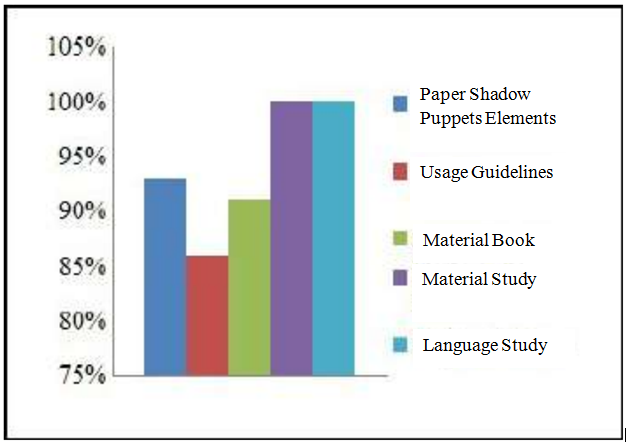 105%
100%
95%
90%
85%
80%
75%
Paper Shadow
Puppets Elements
Usage Guidelines
Material Book
Material Study
Language Study